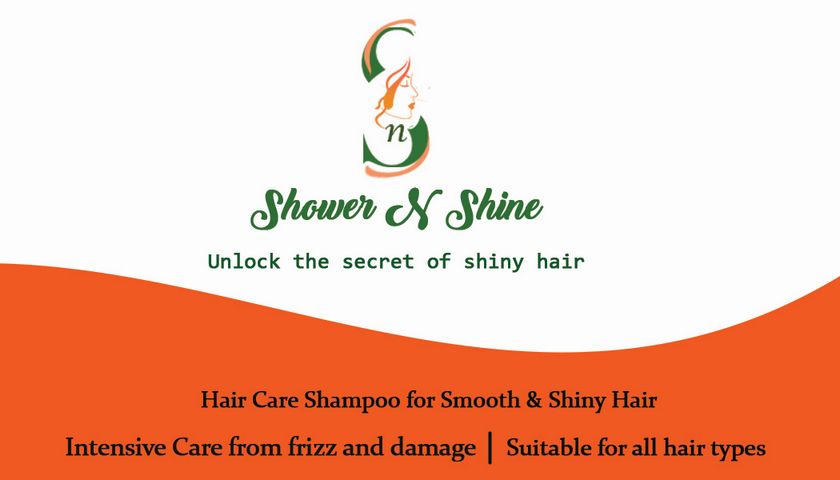 n
Shower N Shine
Unlock the secret of shiny hair
Hair Care Shampoo for Smooth & Shiny Hair
Intensive Care from frizz and damage | Suitable for all hair types